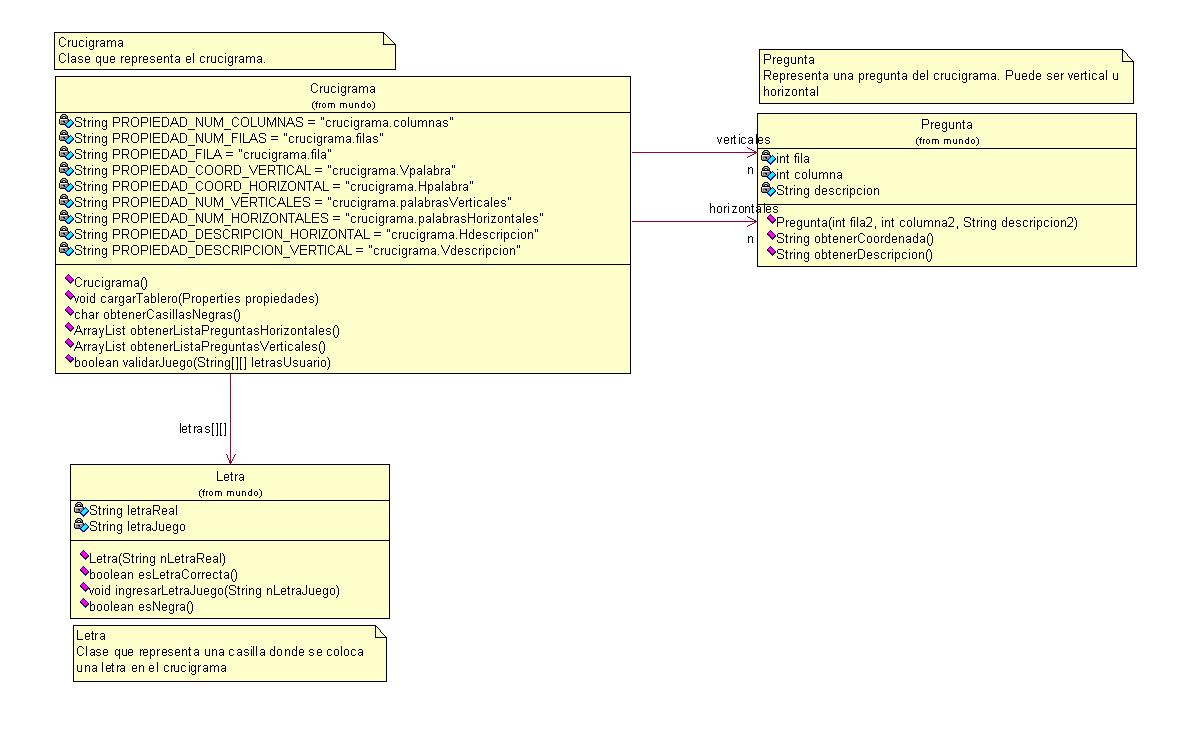 Crucigrama
Clase que representa el crucigrama.
Crucigrama
(from mundo)
String PROPIEDAD_NUM_COLUMNAS = "crucigrama.columnas"
String PROPIEDAD_NUM_FILAS = "crucigrama.filas"
String PROPIEDAD_FILA = "crucigrama.fila"
String PROPIEDAD_COORD_VERTICAL = "crucigrama.Vpalabra"
String PROPIEDAD_COORD_HORIZONTAL = "crucigrama.Hpalabra"
String PROPIEDAD_NUM_VERTICALES = "crucigrama.palabrasVerticales"
String PROPIEDAD_NUM_HORIZONTALES = "crucigrama.palabrasHorizontales"
String PROPIEDAD_DESCRIPCION_HORIZONTAL = "crucigrama.Hdescripcion"
String PROPIEDAD_DESCRIPCION_VERTICAL = "crucigrama.Vdescripcion"
Crucigrama()
void cargarTablero(Properties propiedades)
char obtenerCasillasNegras()
ArrayList obtenerListaPreguntasHorizontales()
ArrayList obtenerListaPreguntasVerticales()
boolean validarJuego(String[][] letrasUsuario)
verticales
n
horizontales
n
Pregunta
Representa una pregunta del crucigrama. Puede ser vertical u
horizontal
Pregunta
(from mundo)
int fila
int columna
String descripcion
Pregunta(int fila2, int columna2, String descripcion2)
String obtenerCoordenada()
String obtenerDescripcion()
letras[][]
Letra
(from mundo)
String letraReal
String letraJuego
Letra(String nLetraReal)
boolean esLetraCorrecta()
void ingresarLetraJuego(String nLetraJuego)
boolean esNegra()
Letra
Clase que representa una casilla donde se coloca
una letra en el crucigrama